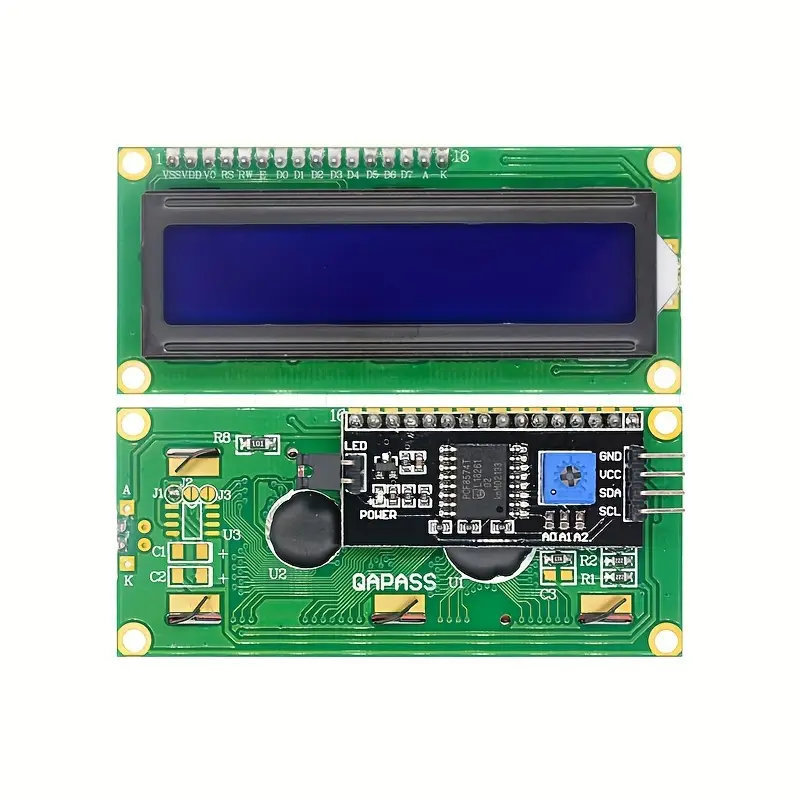 1 16
VSS VDD VO RS RW E D0 D1 D2 D3 D4 D5 D6 D7 A K
16
R8
101
LED
GND
VCC
SDA
SCL
A
J1 J2 J3
PCF8574T
POWER
A0 A1 A2
U3
C1 +
C2 +
K
U2
QAPASS
U1
R2
R1
C3